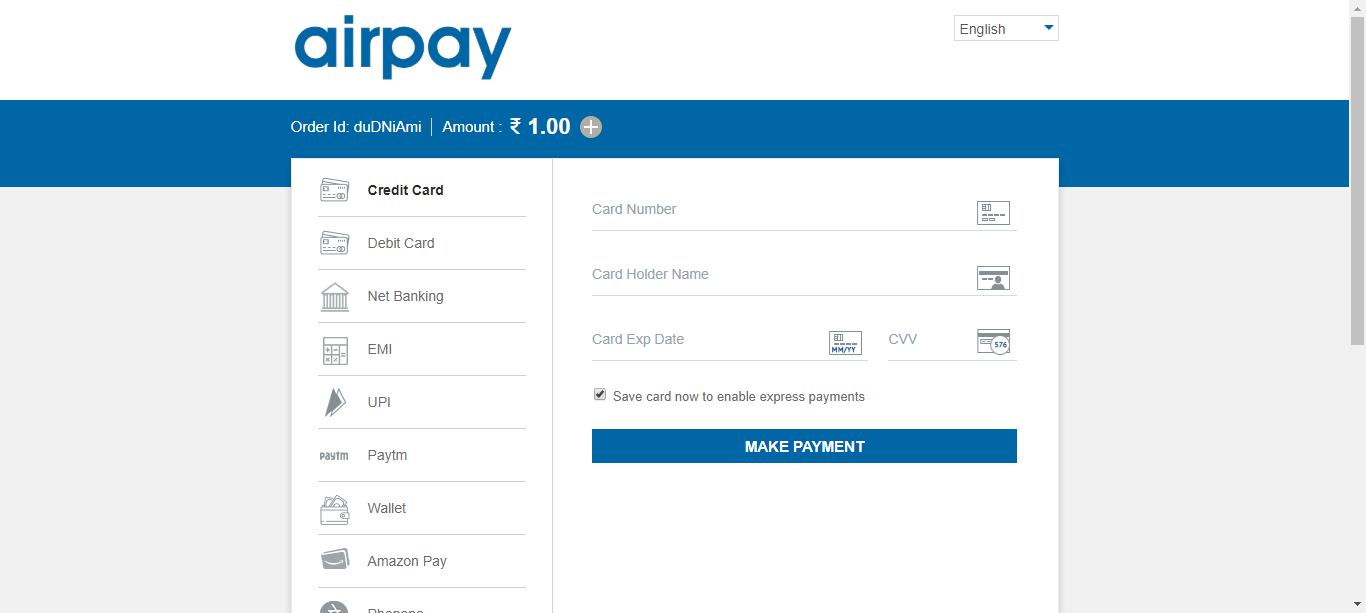 airpay
English
Order Id: duDNiAmi Amount : ₹ 1.00
Credit Card
Debit Card
Net Banking
EMI
UPI
Paytm Paytm
Wallet
Amazon Pay
Phonepe
Card Number
Card Holder Name
Card Exp Date MM/YY CVV 576
Save card now to enable express payments
MAKE PAYMENT